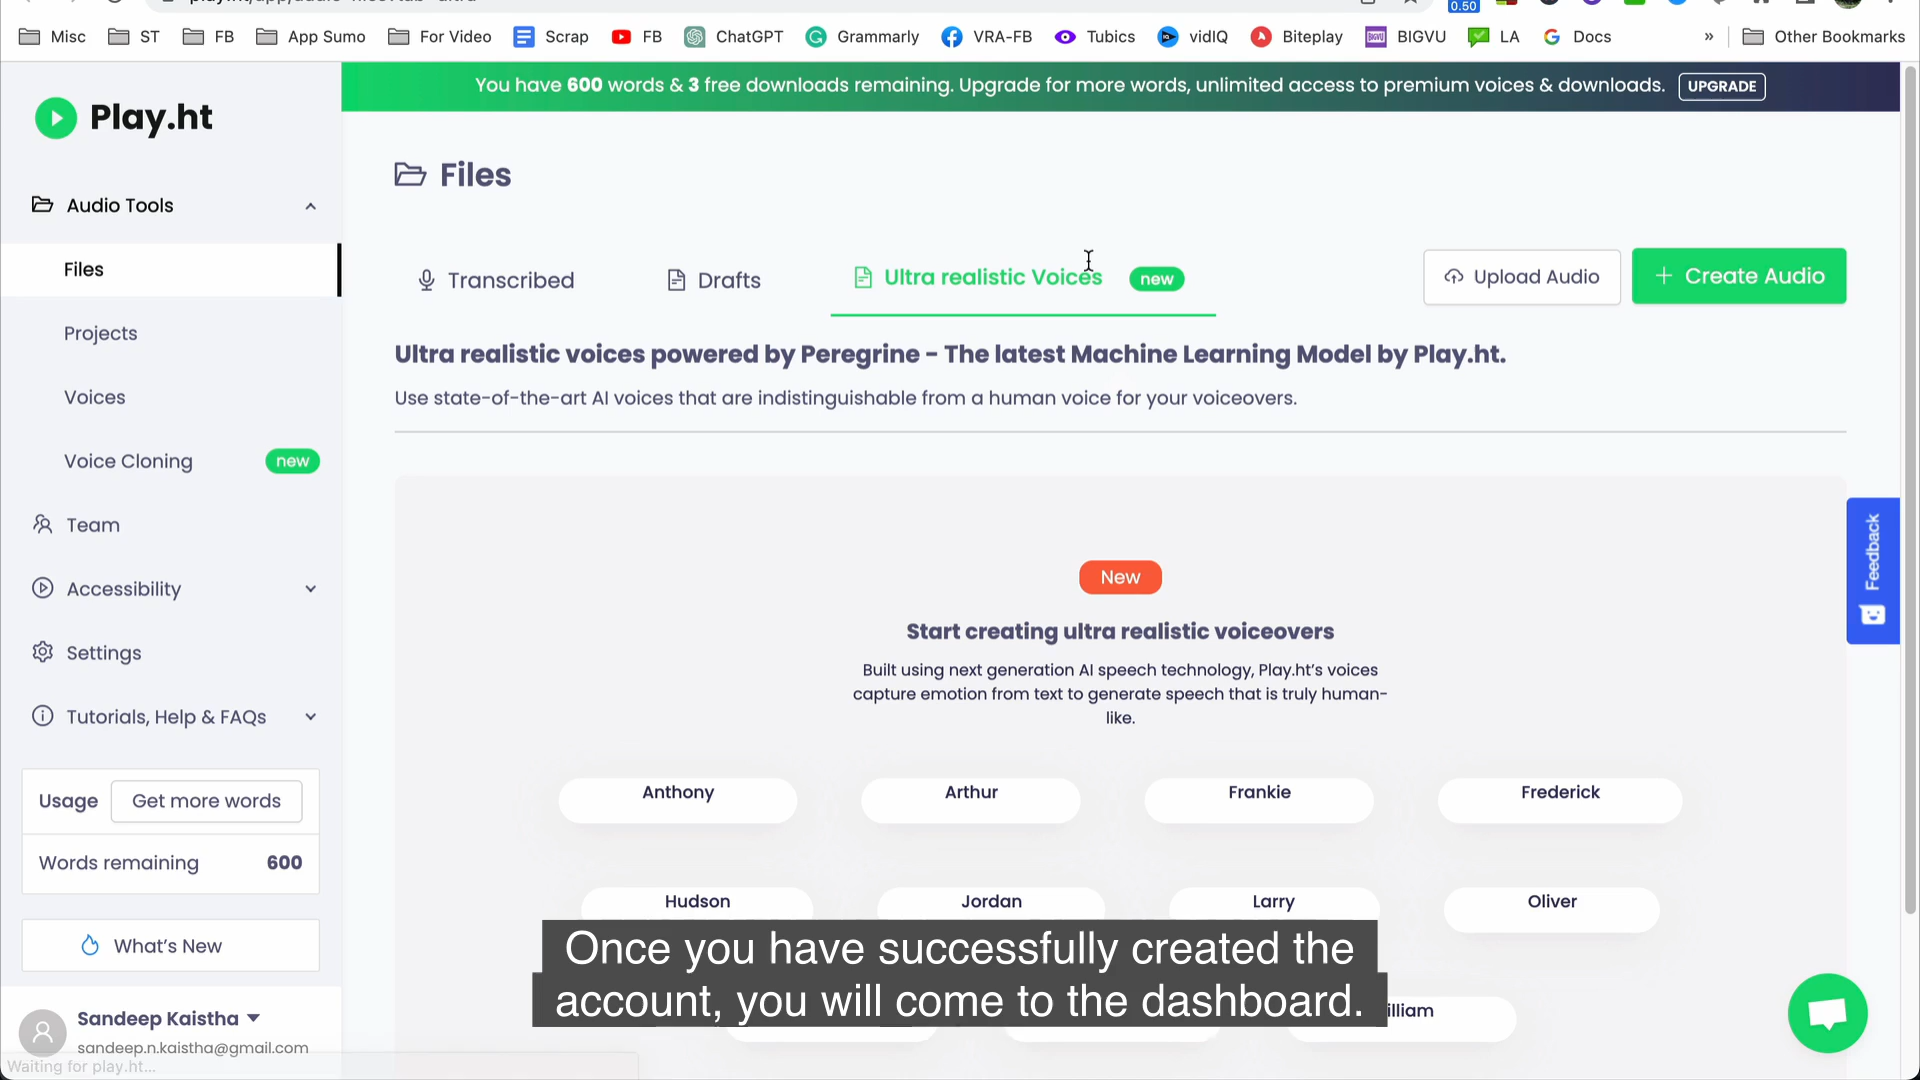 0.50
Misc ST FB App Sumo For Video Scrap FB ChatGPT Grammarly VRA-FB Tubics vidIQ Biteplay BIGVU LA Docs » Other Bookmarks
You have 600 words & 3 free downloads remaining. Upgrade for more words, unlimited access to premium voices & downloads. UPGRADE
Play.ht
Audio Tools
Files
Projects
Voices
Voice Cloning new
Team
Accessibility
Settings
Tutorials, Help & FAQs
Usage Get more words
Words remaining 600
What's New
Sandeep Kaistha
sandeep.n.kaistha@gmail.com
Waiting for play.ht...
Files
Transcribed Drafts Ultra realistic Voices new Upload Audio + Create Audio
Ultra realistic voices powered by Peregrine - The latest Machine Learning Model by Play.ht.
Use state-of-the-art AI voices that are indistinguishable from a human voice for your voiceovers.
New
Start creating ultra realistic voiceovers
Built using next generation AI speech technology, Play.ht's voices
capture emotion from text to generate speech that is truly human-
like.
Anthony Arthur Frankie Frederick
Hudson Jordan Larry Oliver
illiam
Once you have successfully created the
account, you will come to the dashboard.
Feedback